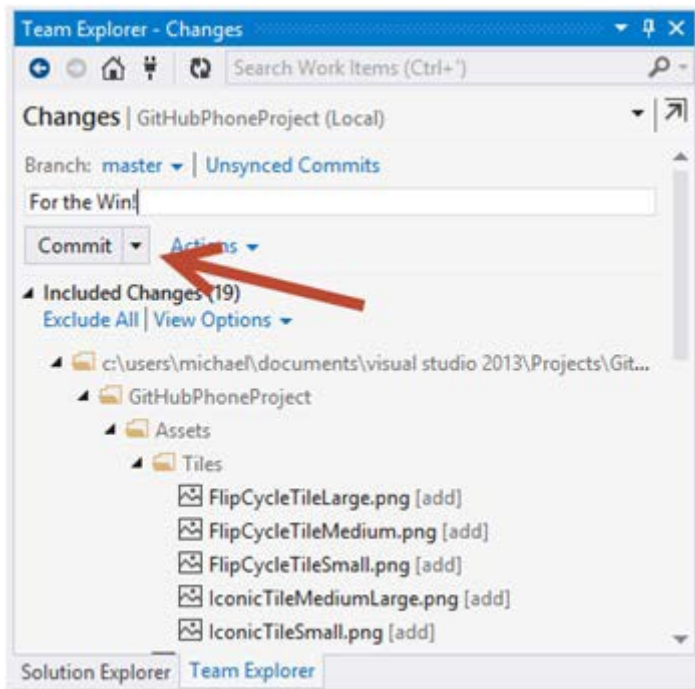 Team Explorer - Changes
Search Work Items (Ctrl+')
Changes | GitHubPhoneProject (Local)
Branch: master | Unsynced Commits
For the Win!
Commit Actions
Included Changes (19)
Exclude All | View Options
c:\users\michael\documents\visual studio 2013\Projects\Git...
GitHubPhoneProject
Assets
Tiles
FlipCycleTileLarge.png [add]
FlipCycleTileMedium.png [add]
FlipCycleTileSmall.png [add]
IconicTileMediumLarge.png [add]
IconicTileSmall.png [add]
Solution Explorer Team Explorer